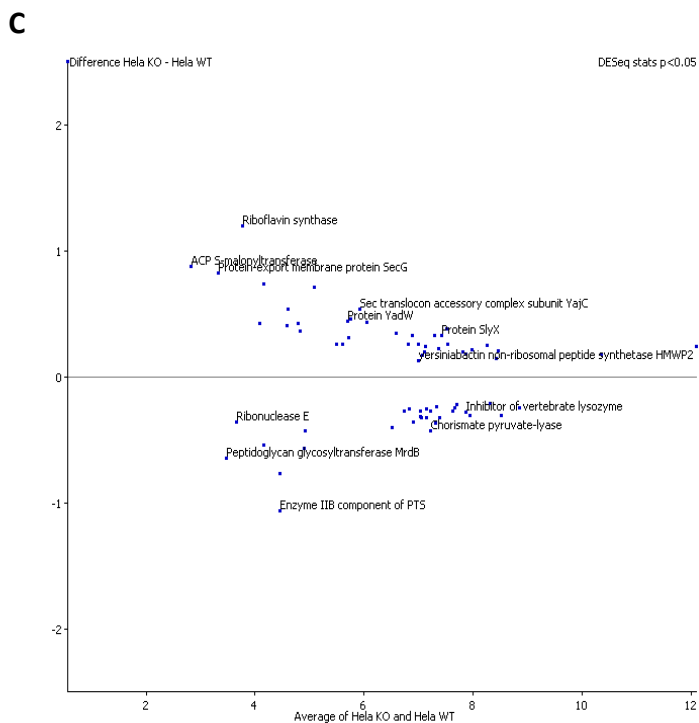 C
Difference Hela KO - Hela WT
DESeq stats p<0.05
2
Riboflavin synthase
1
ACP S-malonyltransferase
Protein-export membrane protein SecG
Sec translocon accessory complex subunit YajC
Protein YadW
Protein SlyX
Yersiniabactin non-ribosomal peptide synthetase HMWP2
0
Inhibitor of vertebrate lysozyme
Ribonuclease E
Chorismate pyruvate-lyase
Peptidoglycan glycosyltransferase MrdB
-1
Enzyme IIB component of PTS
-2
2 4 6 8 10 12
Average of Hela KO and Hela WT